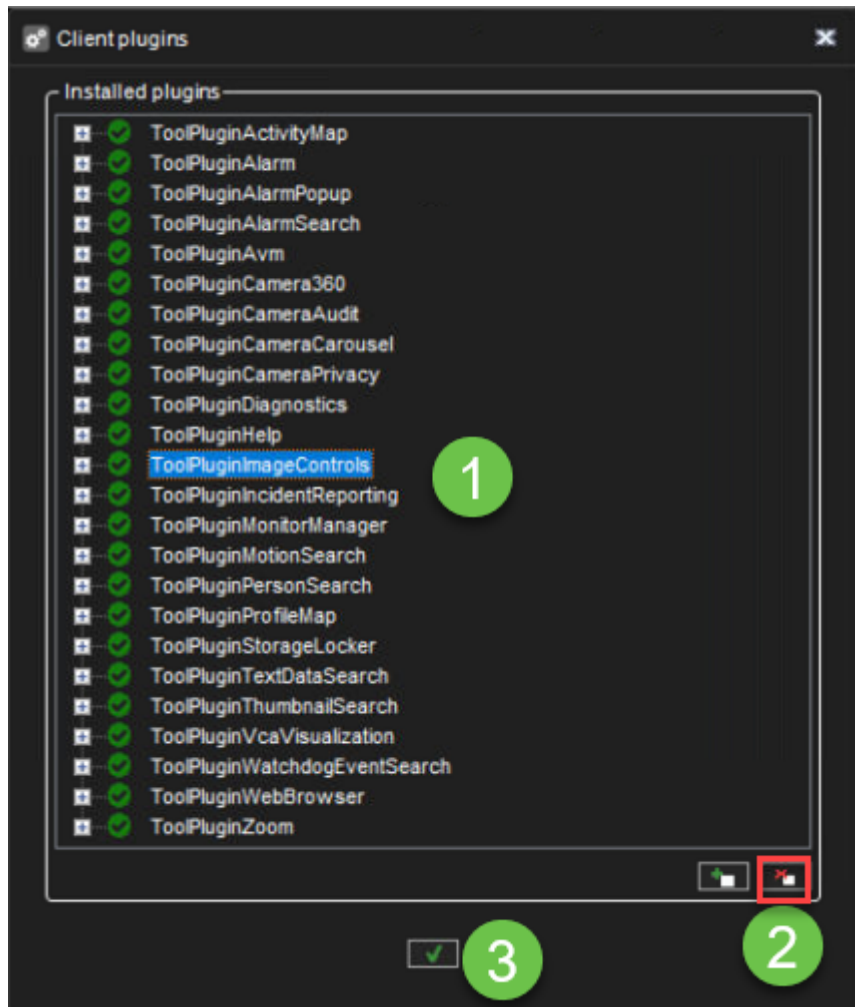 Client plugins
Installed plugins
ToolPluginActivityMap
ToolPluginAlarm
ToolPluginAlarmPopup
ToolPluginAlarmSearch
ToolPluginAvm
ToolPluginCamera360
ToolPluginCameraAudit
ToolPluginCameraCarousel
ToolPluginCameraPrivacy
ToolPluginDiagnostics
ToolPluginHelp
ToolPluginImageControls
1
ToolPluginIncidentReporting
ToolPluginMonitorManager
ToolPluginMotionSearch
ToolPluginPersonSearch
ToolPluginProfileMap
ToolPluginStorageLocker
ToolPluginTextDataSearch
ToolPluginThumbnailSearch
ToolPluginVcaVisualization
ToolPluginWatchdogEventSearch
ToolPluginWebBrowser
ToolPluginZoom
2
3